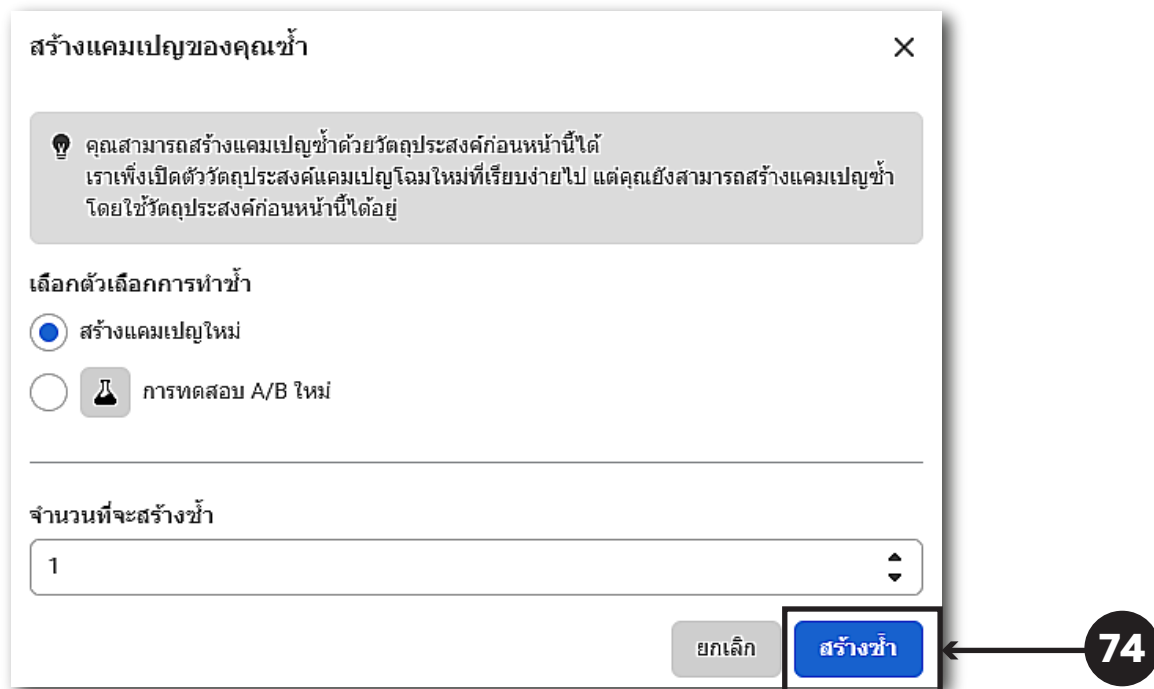 สร้างแคมเปญของคุณซ้ำ
คุณสามารถสร้างแคมเปญซ้ำด้วยวัตถุประสงค์ก่อนหน้านี้ได้
เราเพิ่งเปิดตัววัตถุประสงค์แคมเปญโฉมใหม่ที่เรียบง่ายไป แต่คุณยังสามารถสร้างแคมเปญซ้ำ
โดยใช้วัตถุประสงค์ก่อนหน้านี้ได้อยู่
เลือกตัวเลือกการทำซ้ำ
สร้างแคมเปญใหม่
การทดสอบ A/B ใหม่
จำนวนที่จะสร้างซ้ำ
1
ยกเลิก สร้างซ้ำ 74